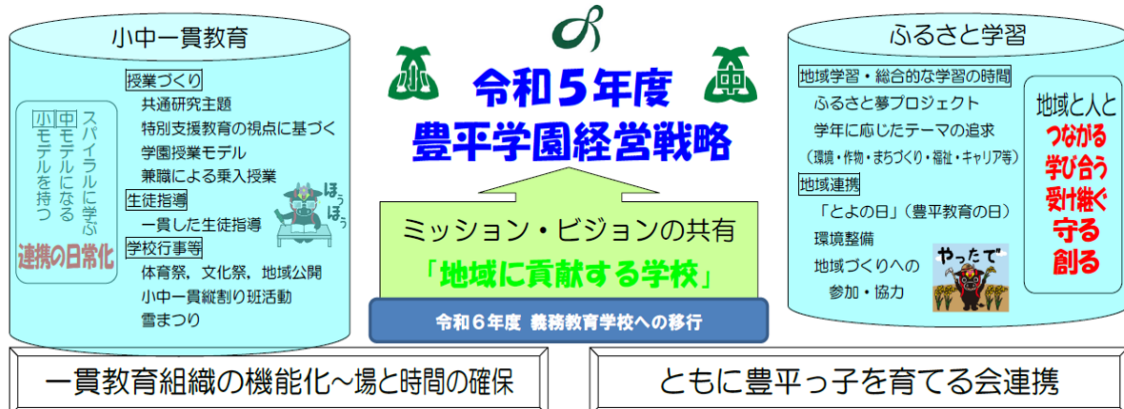 小中一貫教育
授業づくり
共通研究主題
特別支援教育の視点に基づく
学園授業モデル
兼職による乗入授業
生徒指導
一貫した生徒指導
学校行事等
体育祭，文化祭，地域公開
小中一貫縦割り班活動
雪まつり
スパイラルに学ぶ
中モデルになる
小モデルを持つ
連携の日常化
ほうほう
小
中
令和５年度
豊平学園経営戦略
ミッション・ビジョンの共有
「地域に貢献する学校」
令和６年度 義務教育学校への移行
ふるさと学習
地域学習・総合的な学習の時間
ふるさと夢プロジェクト
学年に応じたテーマの追求
（環境・作物・まちづくり・福祉・キャリア等）
地域連携
「とよの日」（豊平教育の日）
環境整備
地域づくりへの
参加・協力
やったで
地域と人と
つながる
学び合う
受け継ぐ
守る
創る
一貫教育組織の機能化～場と時間の確保
ともに豊平っ子を育てる会連携